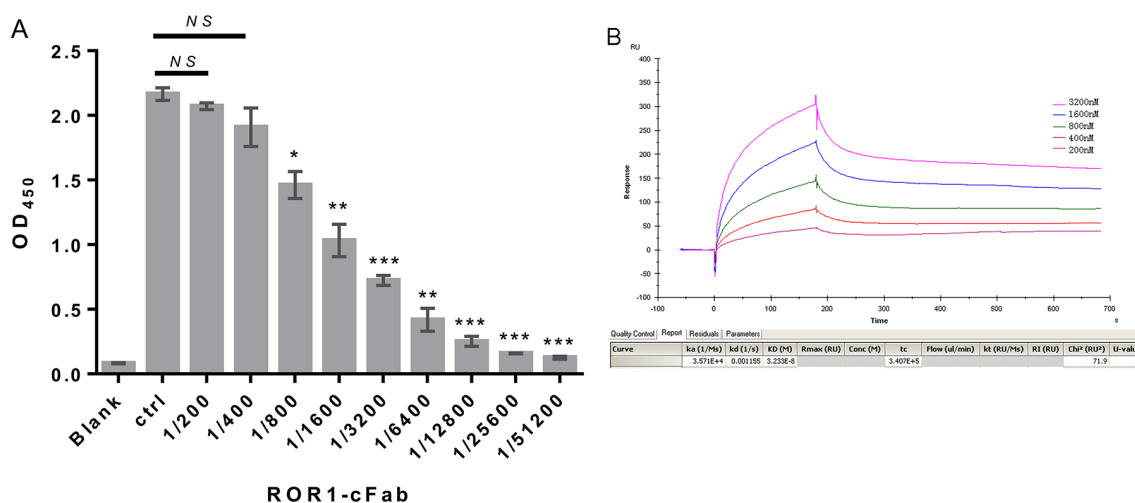 A
NS
NS
2.5
2.0
1.5
1.0
0.5
0.0
OD450
*
**
***
**
***
***
***
Blank
ctrl
1/200
1/400
1/800
1/1600
1/3200
1/6400
1/12800
1/25600
1/51200
ROR1-cFab
B
RU
400
350
300
250
200
150
100
50
0
-50
-100
Response
3200nM
1600nM
800nM
400nM
200nM
-100 0 100 200 300 400 500 600 700
Time s
Quality Control Report Residuals Parameters
Curve ka (1/Ms) kd (1/s) KD (M) Rmax (RU) Conc (M) tc Flow (ul/min) kt (RU/Ms) RI (RU) Chi² (RU²) U-valu
3.571E+4 0.001155 3.233E-8 3.407E+5 71.9